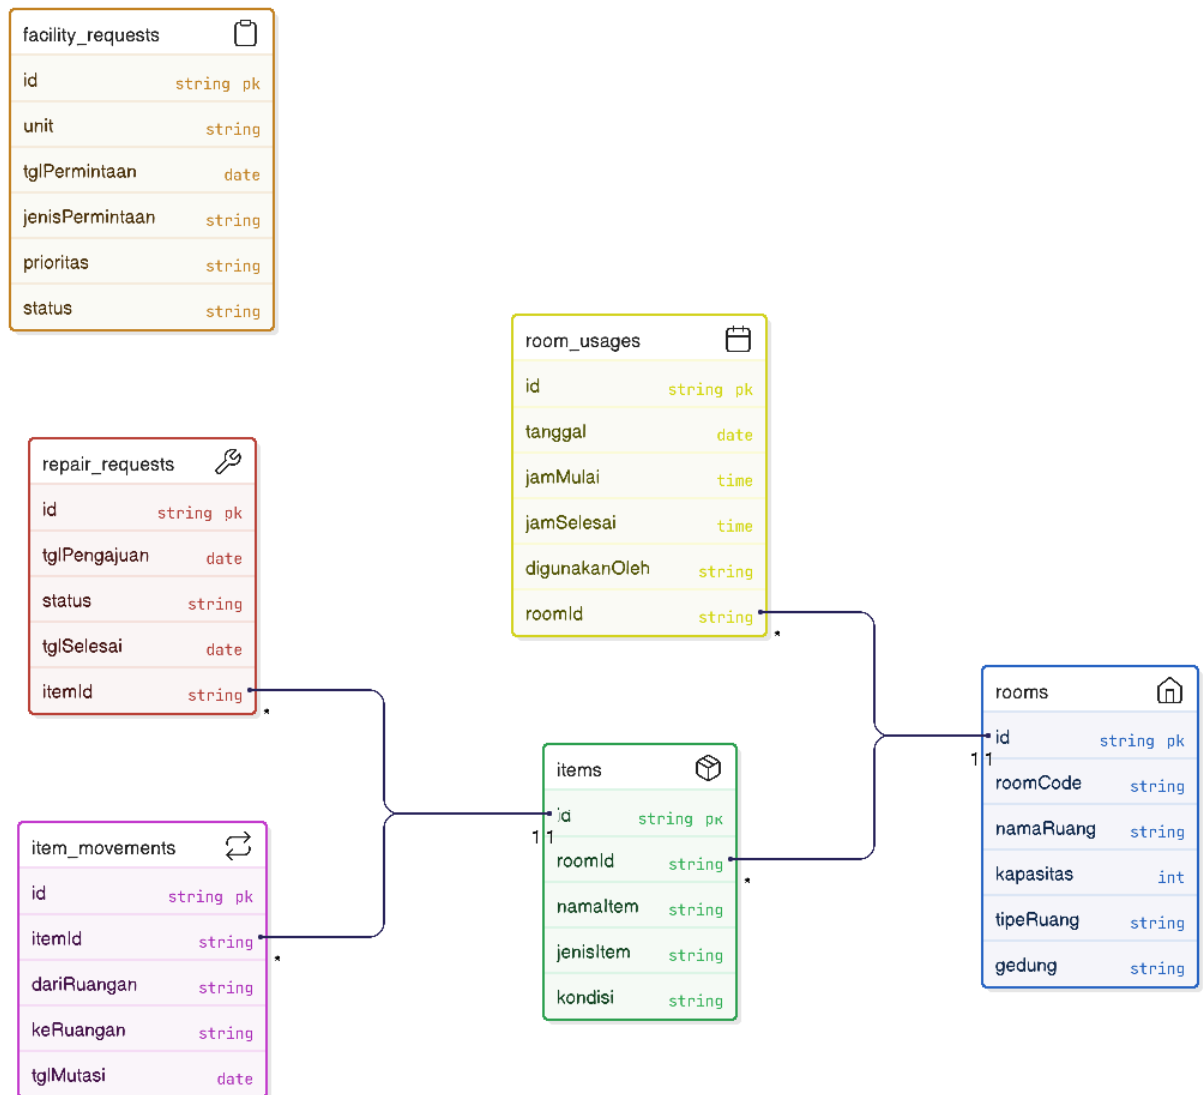 facility_requests
id string pk
unit string
tglPermintaan date
jenisPermintaan string
prioritas string
status string
room_usages
id string pk
tanggal date
jamMulai time
jamSelesai time
digunakanOleh string
roomId string
*
repair_requests
id string pk
tglPengajuan date
status string
tglSelesai date
itemId string
*
rooms
id string pk
1 1
roomCode string
namaRuang string
kapasitas int
tipeRuang string
gedung string
items
id string pk
1 1
roomId string
*
namaItem string
jenisItem string
kondisi string
item_movements
id string pk
itemId string
*
dariRuangan string
keRuangan string
tglMutasi date